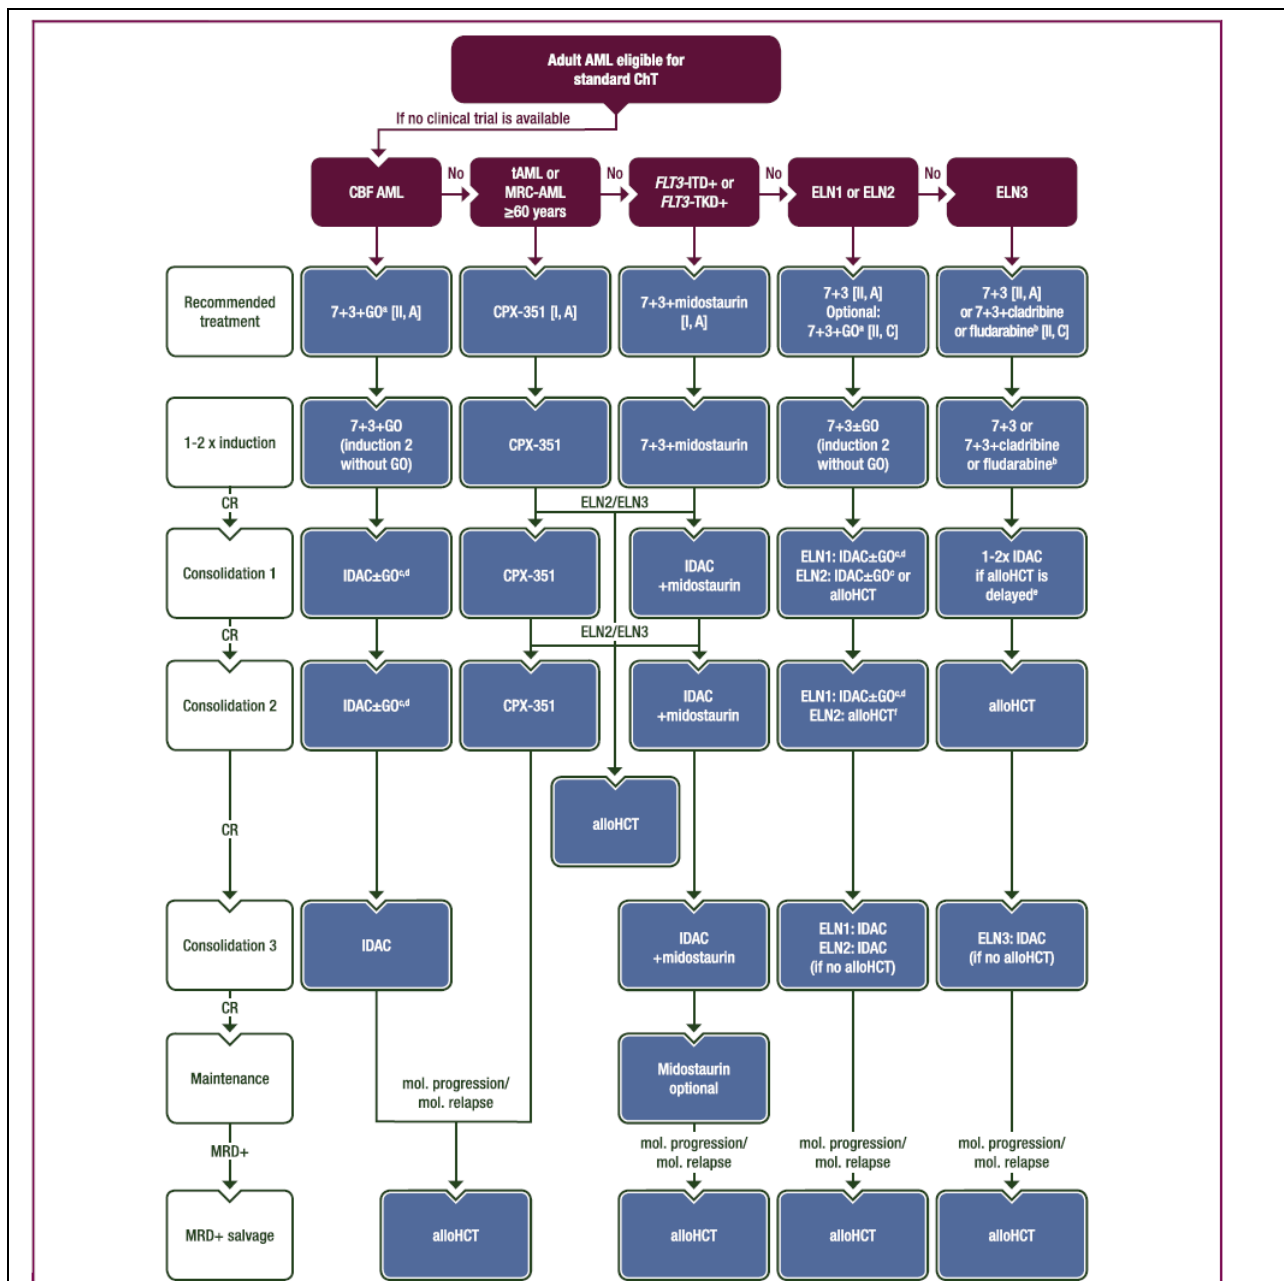 Adult AML eligible for
standard ChT
If no clinical trial is available
CBF AML
No
tAML or
MRC-AML
≥60 years
No
FLT3-ITD+ or
FLT3-TKD+
No
ELN1 or ELN2
No
ELN3
Recommended
treatment
7+3+GOᵃ [II, A]
CPX-351 [I, A]
7+3+midostaurin
[I, A]
7+3 [II, A]
Optional:
7+3+GOᵃ [II, C]
7+3 [II, A]
or 7+3+cladribine
or fludarabineᵇ [II, C]
1-2 x induction
7+3+GO
(induction 2
without GO)
CPX-351
7+3+midostaurin
7+3±GO
(induction 2
without GO)
7+3 or
7+3+cladribine
or fludarabineᵇ
CR
ELN2/ELN3
Consolidation 1
IDAC±GOᶜ,ᵈ
CPX-351
IDAC
+midostaurin
ELN1: IDAC±GOᶜ,ᵈ
ELN2: IDAC±GOᶜ or
alloHCT
1-2x IDAC
if alloHCT is
delayedᵉ
CR
ELN2/ELN3
Consolidation 2
IDAC±GOᶜ,ᵈ
CPX-351
IDAC
+midostaurin
ELN1: IDAC±GOᶜ,ᵈ
ELN2: alloHCTᶠ
alloHCT
alloHCT
CR
Consolidation 3
IDAC
IDAC
+midostaurin
ELN1: IDAC
ELN2: IDAC
(if no alloHCT)
ELN3: IDAC
(if no alloHCT)
CR
Maintenance
mol. progression/
mol. relapse
Midostaurin
optional
MRD+
mol. progression/
mol. relapse
mol. progression/
mol. relapse
mol. progression/
mol. relapse
MRD+ salvage
alloHCT
alloHCT
alloHCT
alloHCT